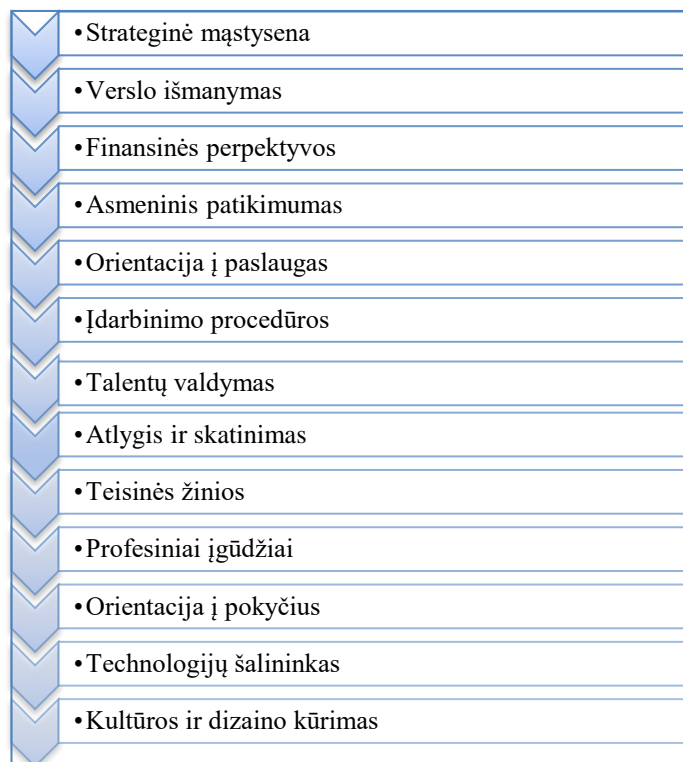 •Strateginė mąstysena
•Verslo išmanymas
•Finansinės perpektyvos
•Asmeninis patikimumas
•Orientacija į paslaugas
•Įdarbinimo procedūros
•Talentų valdymas
•Atlygis ir skatinimas
•Teisinės žinios
•Profesiniai įgūdžiai
•Orientacija į pokyčius
•Technologijų šalininkas
•Kultūros ir dizaino kūrimas